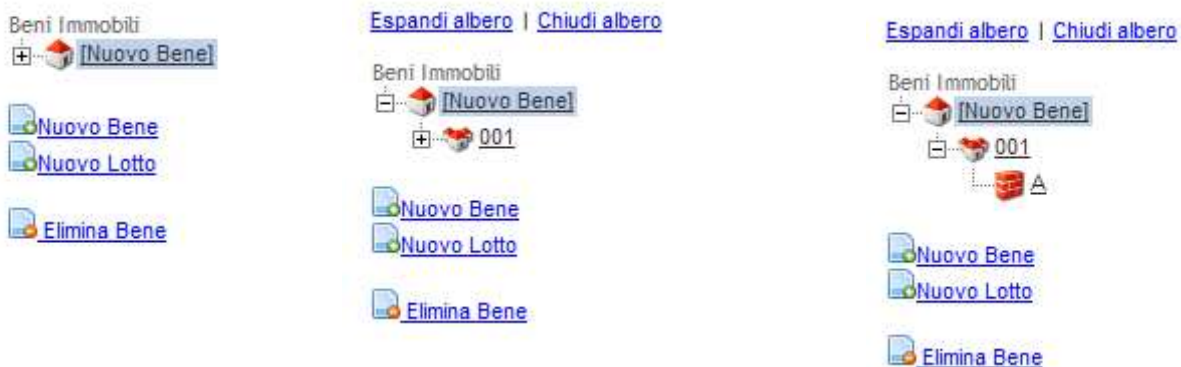 Beni Immobili
[Nuovo Bene]
Nuovo Bene
Nuovo Lotto
Elimina Bene
Espandi albero | Chiudi albero
Beni Immobili
[Nuovo Bene]
001
Nuovo Bene
Nuovo Lotto
Elimina Bene
Espandi albero | Chiudi albero
Beni Immobili
[Nuovo Bene]
001
A
Nuovo Bene
Nuovo Lotto
Elimina Bene